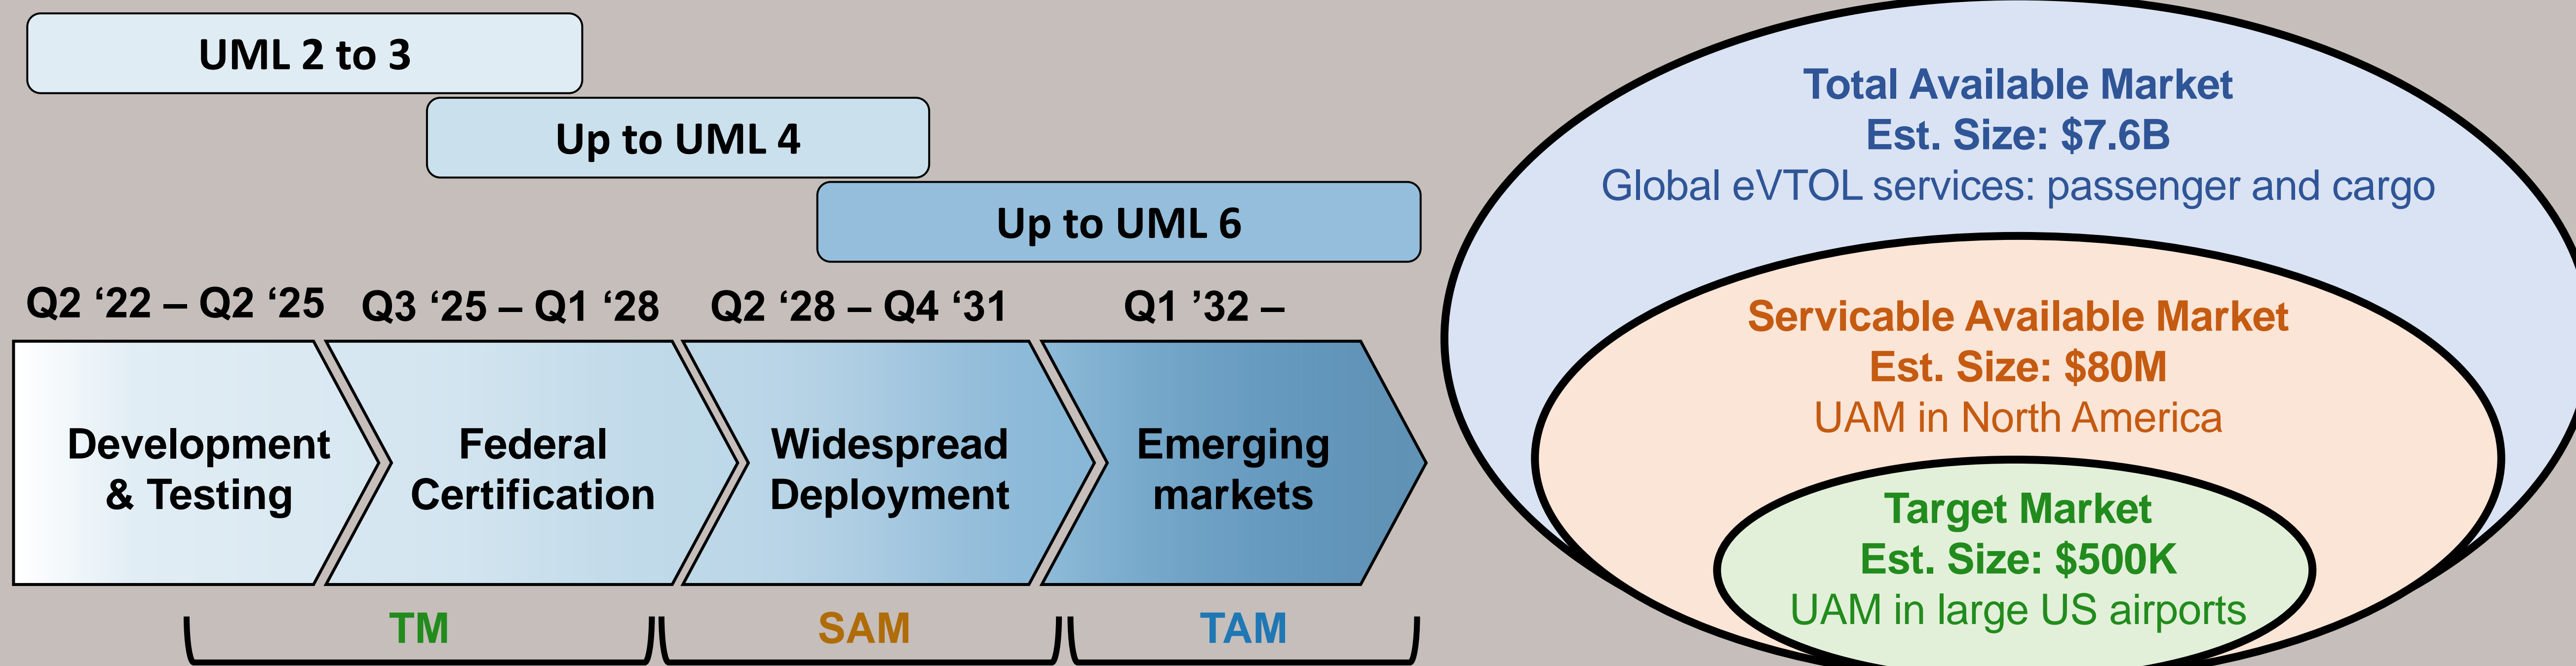 UML 2 to 3
Up to UML 4
Up to UML 6
Q2 ‘22 – Q2 ‘25
Q3 ‘25 – Q1 ‘28
Q2 ‘28 – Q4 ‘31
Q1 ’32 –
Development
& Testing
Federal
Certification
Widespread
Deployment
Emerging
markets
TM
SAM
TAM
Total Available Market
Est. Size: $7.6B
Global eVTOL services: passenger and cargo
Servicable Available Market
Est. Size: $80M
UAM in North America
Target Market
Est. Size: $500K
UAM in large US airports